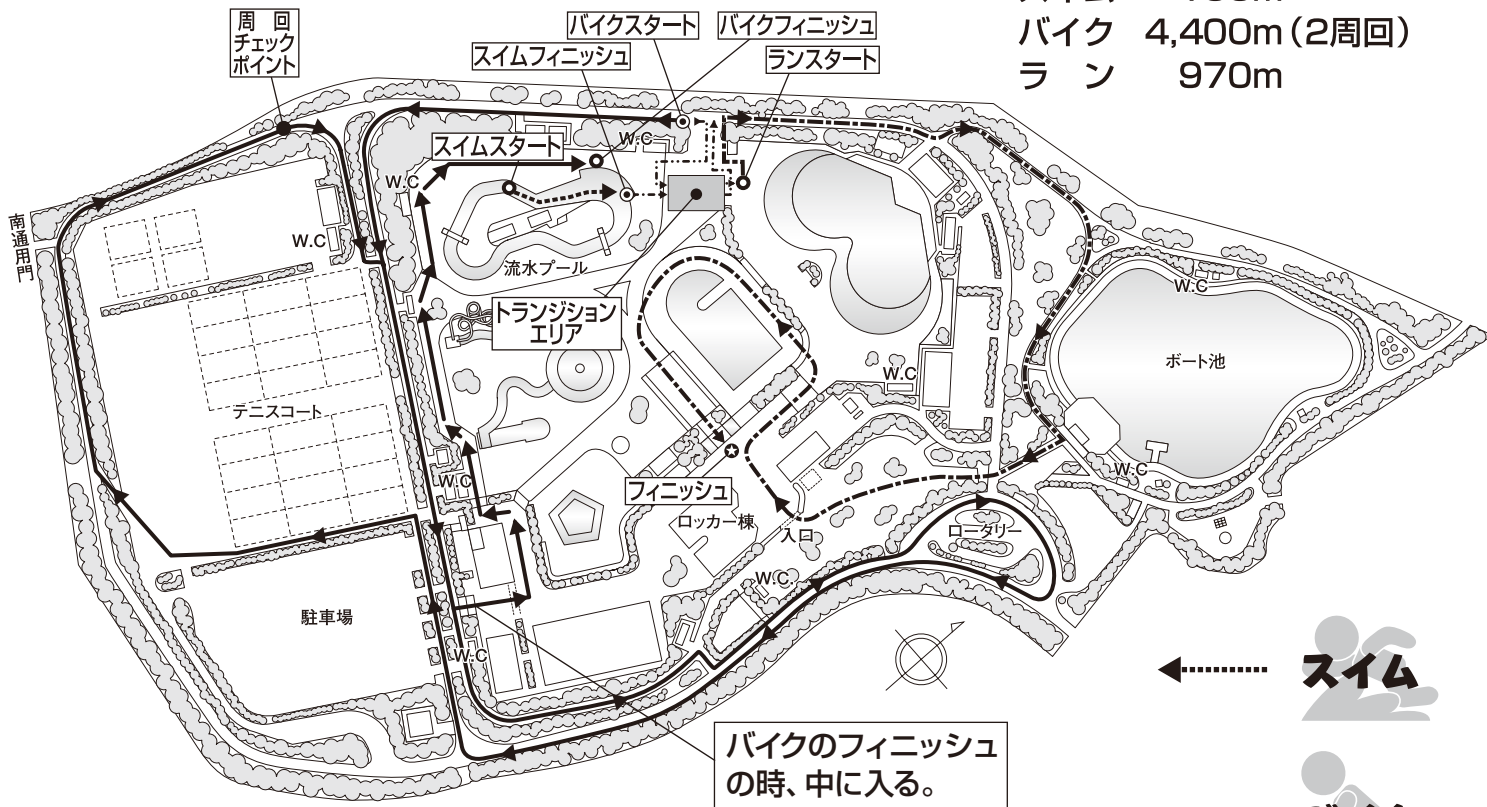 周　回
チェック
ポイント
バイクスタート
バイクフィニッシュ
スイムフィニッシュ
ランスタート
バイク　4,400m（2周回）
ラ　ン　970m
W.C
スイムスタート
W.C
W.C
南通用門
流水プール
W.C
トランジション
エリア
ボート池
W.C
テニスコート
W.C
W.C
フィニッシュ
ロッカー棟
入口
ロータリー
W.C.
駐車場
W.C
スイム
バイクのフィニッシュ
の時、中に入る。